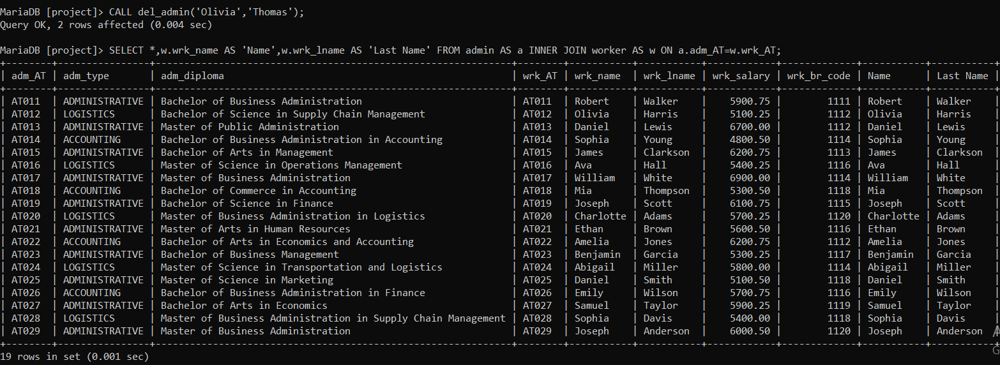 MariaDB [project]> CALL del_admin('Olivia','Thomas');
Query OK, 2 rows affected (0.004 sec)
MariaDB [project]> SELECT *,w.wrk_name AS 'Name',w.wrk_lname AS 'Last Name' FROM admin AS a INNER JOIN worker AS w ON a.adm_AT=w.wrk_AT;
+--------+----------------+---------------------------------------------------------------+--------+-----------+-----------+------------+-------------+-----------+-----------+
| adm_AT | adm_type | adm_diploma | wrk_AT | wrk_name | wrk_lname | wrk_salary | wrk_br_code | Name | Last Name |
+--------+----------------+---------------------------------------------------------------+--------+-----------+-----------+------------+-------------+-----------+-----------+
| AT011 | ADMINISTRATIVE | Bachelor of Business Administration | AT011 | Robert | Walker | 5900.75 | 1111 | Robert | Walker |
| AT012 | LOGISTICS | Bachelor of Science in Supply Chain Management | AT012 | Olivia | Harris | 5100.25 | 1112 | Olivia | Harris |
| AT013 | ADMINISTRATIVE | Master of Public Administration | AT013 | Daniel | Lewis | 6700.00 | 1112 | Daniel | Lewis |
| AT014 | ACCOUNTING | Bachelor of Business Administration in Accounting | AT014 | Sophia | Young | 4800.50 | 1114 | Sophia | Young |
| AT015 | ADMINISTRATIVE | Bachelor of Arts in Management | AT015 | James | Clarkson | 6200.75 | 1113 | James | Clarkson |
| AT016 | LOGISTICS | Master of Science in Operations Management | AT016 | Ava | Hall | 5400.25 | 1116 | Ava | Hall |
| AT017 | ADMINISTRATIVE | Master of Business Administration | AT017 | William | White | 6900.00 | 1114 | William | White |
| AT018 | ACCOUNTING | Bachelor of Commerce in Accounting | AT018 | Mia | Thompson | 5300.50 | 1118 | Mia | Thompson |
| AT019 | ADMINISTRATIVE | Bachelor of Science in Finance | AT019 | Joseph | Scott | 6100.75 | 1115 | Joseph | Scott |
| AT020 | LOGISTICS | Master of Business Administration in Logistics | AT020 | Charlotte | Adams | 5700.25 | 1120 | Charlotte | Adams |
| AT021 | ADMINISTRATIVE | Master of Arts in Human Resources | AT021 | Ethan | Brown | 5600.50 | 1116 | Ethan | Brown |
| AT022 | ACCOUNTING | Bachelor of Arts in Economics and Accounting | AT022 | Amelia | Jones | 6200.75 | 1112 | Amelia | Jones |
| AT023 | ADMINISTRATIVE | Bachelor of Business Management | AT023 | Benjamin | Garcia | 5300.25 | 1117 | Benjamin | Garcia |
| AT024 | LOGISTICS | Master of Science in Transportation and Logistics | AT024 | Abigail | Miller | 5800.00 | 1114 | Abigail | Miller |
| AT025 | ADMINISTRATIVE | Master of Science in Marketing | AT025 | Daniel | Smith | 5100.50 | 1118 | Daniel | Smith |
| AT026 | ACCOUNTING | Bachelor of Business Administration in Finance | AT026 | Emily | Wilson | 5700.75 | 1116 | Emily | Wilson |
| AT027 | ADMINISTRATIVE | Bachelor of Arts in Economics | AT027 | Samuel | Taylor | 5900.25 | 1119 | Samuel | Taylor |
| AT028 | LOGISTICS | Master of Business Administration in Supply Chain Management | AT028 | Sophia | Davis | 5400.00 | 1118 | Sophia | Davis |
| AT029 | ADMINISTRATIVE | Master of Business Administration | AT029 | Joseph | Anderson | 6000.50 | 1120 | Joseph | Anderson |
+--------+----------------+---------------------------------------------------------------+--------+-----------+-----------+------------+-------------+-----------+-----------+
19 rows in set (0.001 sec)